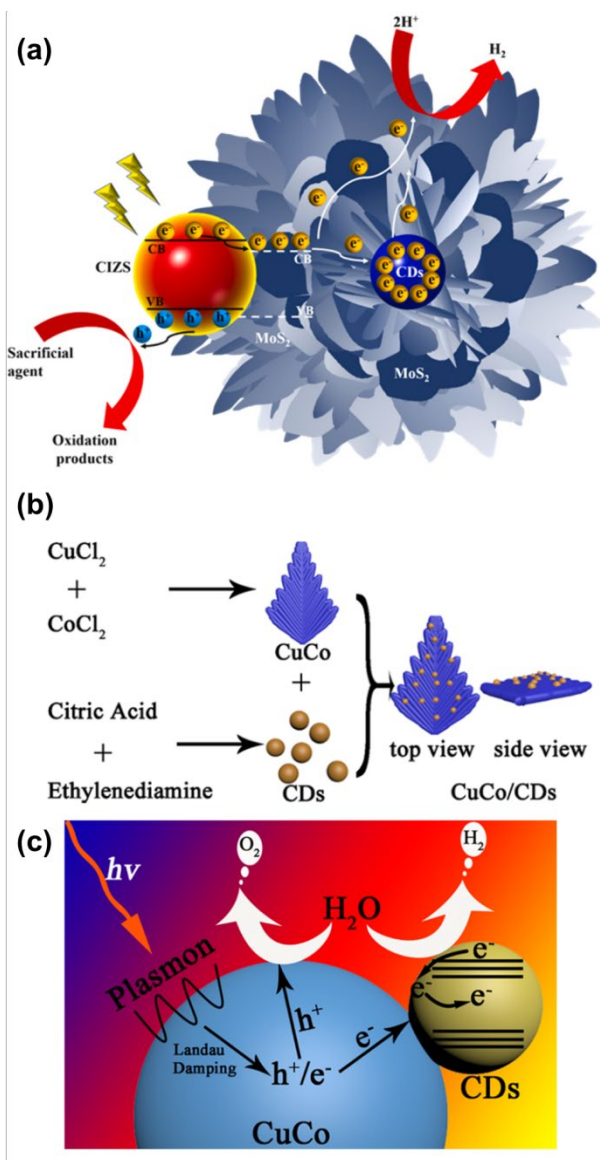 (a)
2H⁺
H₂
e⁻ e⁻ e⁻
e⁻ e⁻ e⁻
e⁻
e⁻
e⁻
e⁻
e⁻
CB
CB
CIZS
CDs
e⁻ e⁻ e⁻ e⁻ e⁻ e⁻ e⁻ e⁻
VB
VB
h⁺ h⁺ h⁺
h⁺
MoS₂
MoS₂
Sacrificial
agent
Oxidation
products
(b)
CuCl₂
+
CoCl₂
CuCo
+
Citric Acid
+
Ethylenediamine
CDs
top view side view
CuCo/CDs
(c)
hν
O₂
H₂
H₂O
Plasmon
Landau
Damping
h⁺
h⁺/e⁻
e⁻
e⁻
e⁻
e⁻
CDs
CuCo